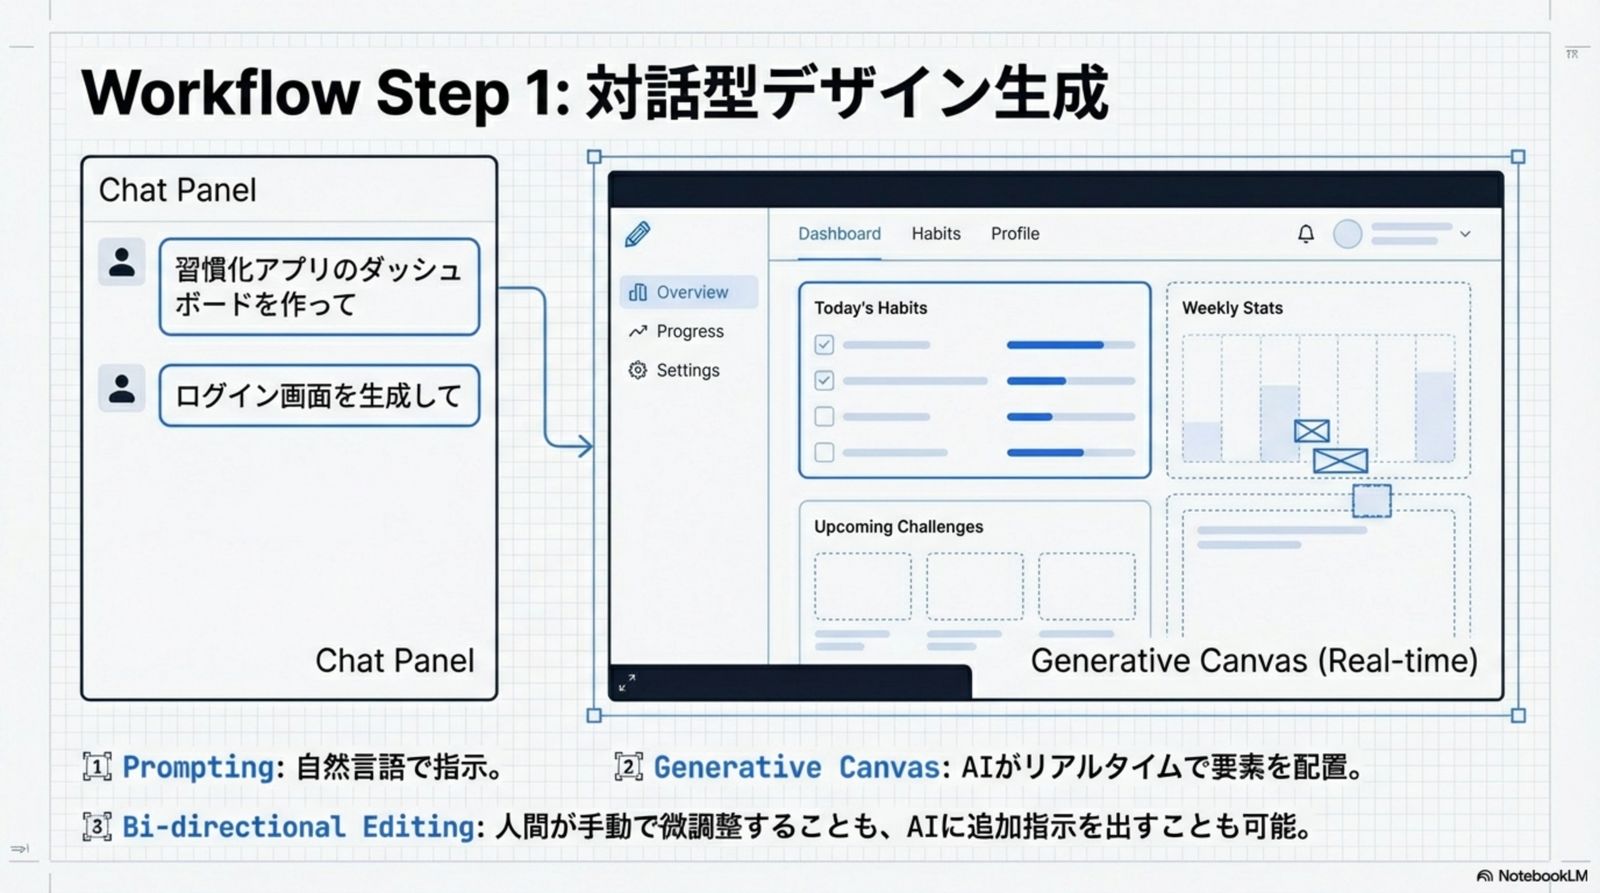 Workflow Step 1: 対話型デザイン生成
Chat Panel
習慣化アプリのダッシュ
ボードを作って
ログイン画面を生成して
Chat Panel
Dashboard Habits Profile
Overview
Progress
Settings
Today's Habits
Weekly Stats
Upcoming Challenges
Generative Canvas (Real-time)
1 Prompting: 自然言語で指示。
2 Generative Canvas: AIがリアルタイムで要素を配置。
3 Bi-directional Editing: 人間が手動で微調整することも、AIに追加指示を出すことも可能。
NotebookLM